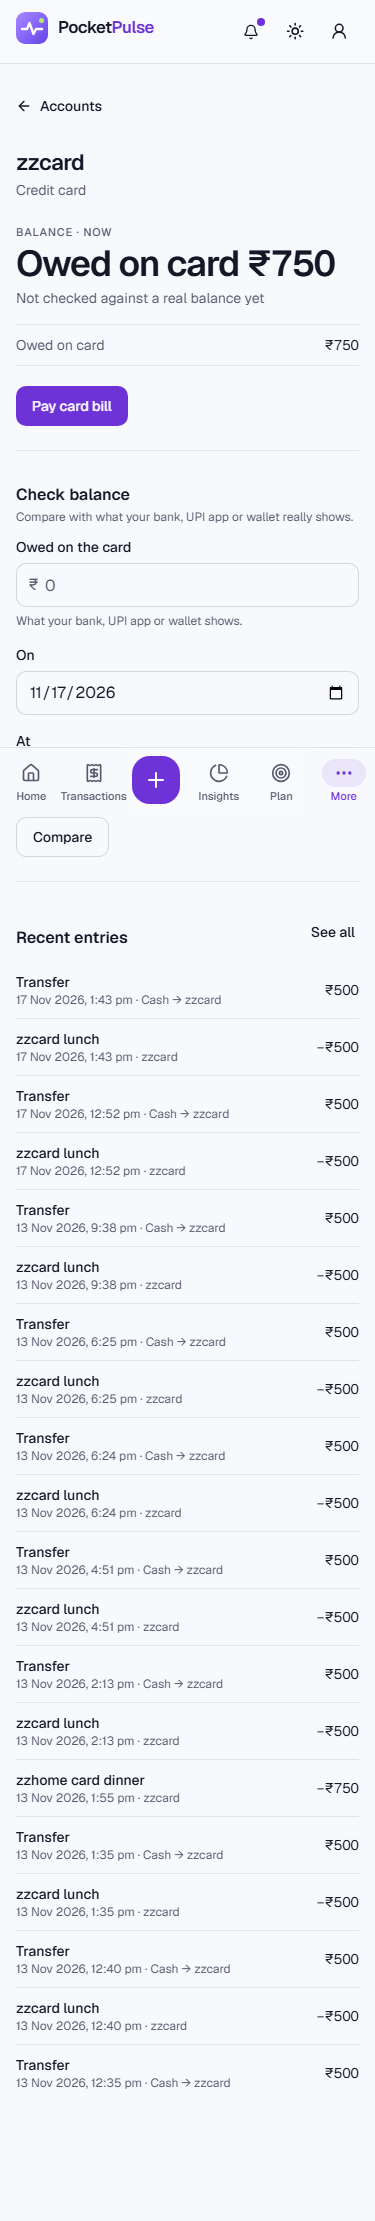 PocketPulse
Accounts
zzcard
Credit card
BALANCE · NOW
Owed on card ₹750
Not checked against a real balance yet
Owed on card ₹750
Pay card bill
Check balance
Compare with what your bank, UPI app or wallet really shows.
Owed on the card
₹ 0
What your bank, UPI app or wallet shows.
On
11/17/2026
At
Home Transactions Insights Plan More
Compare
Recent entries See all
Transfer
17 Nov 2026, 1:43 pm · Cash → zzcard ₹500
zzcard lunch
17 Nov 2026, 1:43 pm · zzcard −₹500
Transfer
17 Nov 2026, 12:52 pm · Cash → zzcard ₹500
zzcard lunch
17 Nov 2026, 12:52 pm · zzcard −₹500
Transfer
13 Nov 2026, 9:38 pm · Cash → zzcard ₹500
zzcard lunch
13 Nov 2026, 9:38 pm · zzcard −₹500
Transfer
13 Nov 2026, 6:25 pm · Cash → zzcard ₹500
zzcard lunch
13 Nov 2026, 6:25 pm · zzcard −₹500
Transfer
13 Nov 2026, 6:24 pm · Cash → zzcard ₹500
zzcard lunch
13 Nov 2026, 6:24 pm · zzcard −₹500
Transfer
13 Nov 2026, 4:51 pm · Cash → zzcard ₹500
zzcard lunch
13 Nov 2026, 4:51 pm · zzcard −₹500
Transfer
13 Nov 2026, 2:13 pm · Cash → zzcard ₹500
zzcard lunch
13 Nov 2026, 2:13 pm · zzcard −₹500
zzhome card dinner
13 Nov 2026, 1:55 pm · zzcard −₹750
Transfer
13 Nov 2026, 1:35 pm · Cash → zzcard ₹500
zzcard lunch
13 Nov 2026, 1:35 pm · zzcard −₹500
Transfer
13 Nov 2026, 12:40 pm · Cash → zzcard ₹500
zzcard lunch
13 Nov 2026, 12:40 pm · zzcard −₹500
Transfer
13 Nov 2026, 12:35 pm · Cash → zzcard ₹500